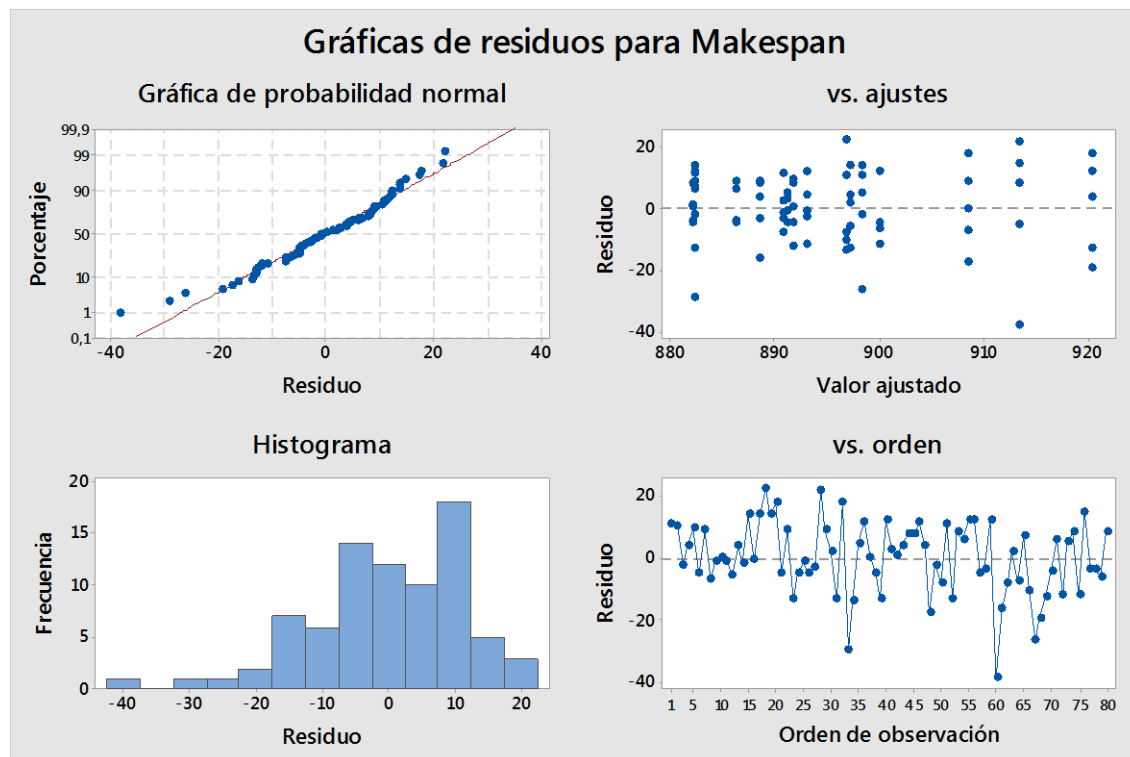 Gráficas de residuos para Makespan
Gráfica de probabilidad normal
99,9
99
90
50
10
1
0,1
Porcentaje
-40 -20 0 20 40
Residuo
vs. ajustes
20
0
-20
-40
Residuo
880 890 900 910 920
Valor ajustado
Histograma
20
15
10
5
0
Frecuencia
-40 -30 -20 -10 0 10 20
Residuo
vs. orden
20
0
-20
-40
Residuo
1 5 10 15 20 25 30 35 40 45 50 55 60 65 70 75 80
Orden de observación